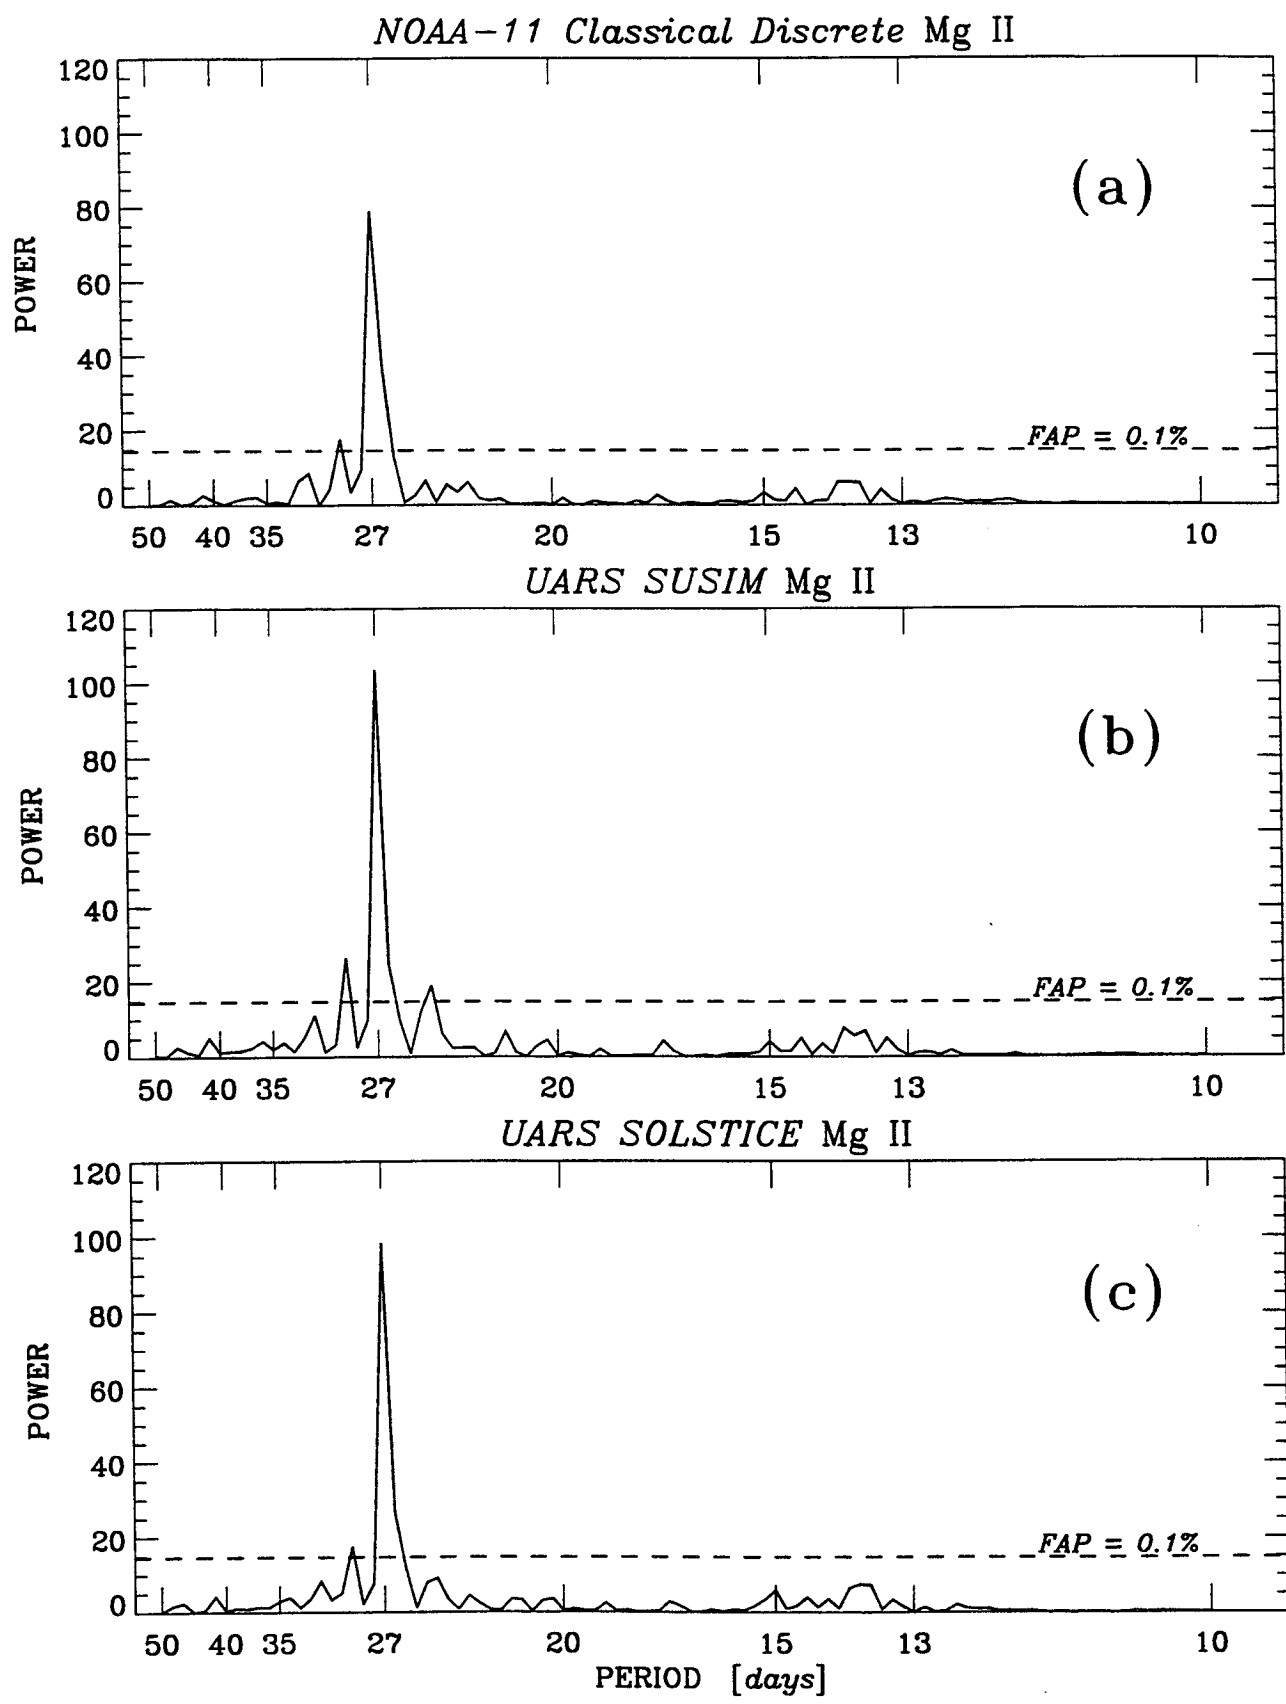 NOAA-11 Classical Discrete Mg II
120
100
80
60
40
20
0
POWER
(a)
FAP = 0.1%
50 40 35 27 20 15 13 10
UARS SUSIM Mg II
120
100
80
60
40
20
0
POWER
(b)
FAP = 0.1%
50 40 35 27 20 15 13 10
UARS SOLSTICE Mg II
120
100
80
60
40
20
0
POWER
(c)
FAP = 0.1%
50 40 35 27 20 15 13 10
PERIOD [days]